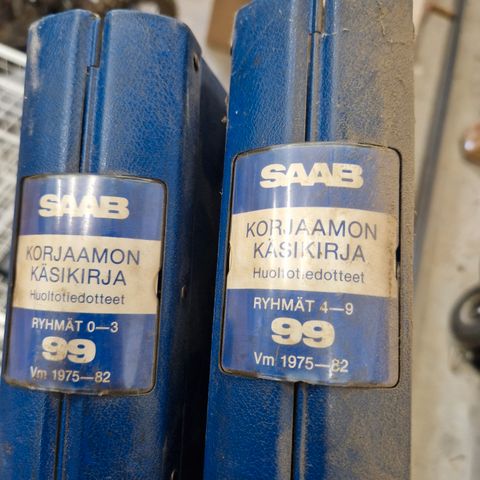 SAAB
KORJAAMON
KÄSIKIRJA
Huoltotiedotteet
RYHMÄT 0—3
99
Vm 1975—82
SAAB
KORJAAMON
KÄSIKIRJA
Huoltotiedotteet
RYHMÄT 4—9
99
Vm 1975—82